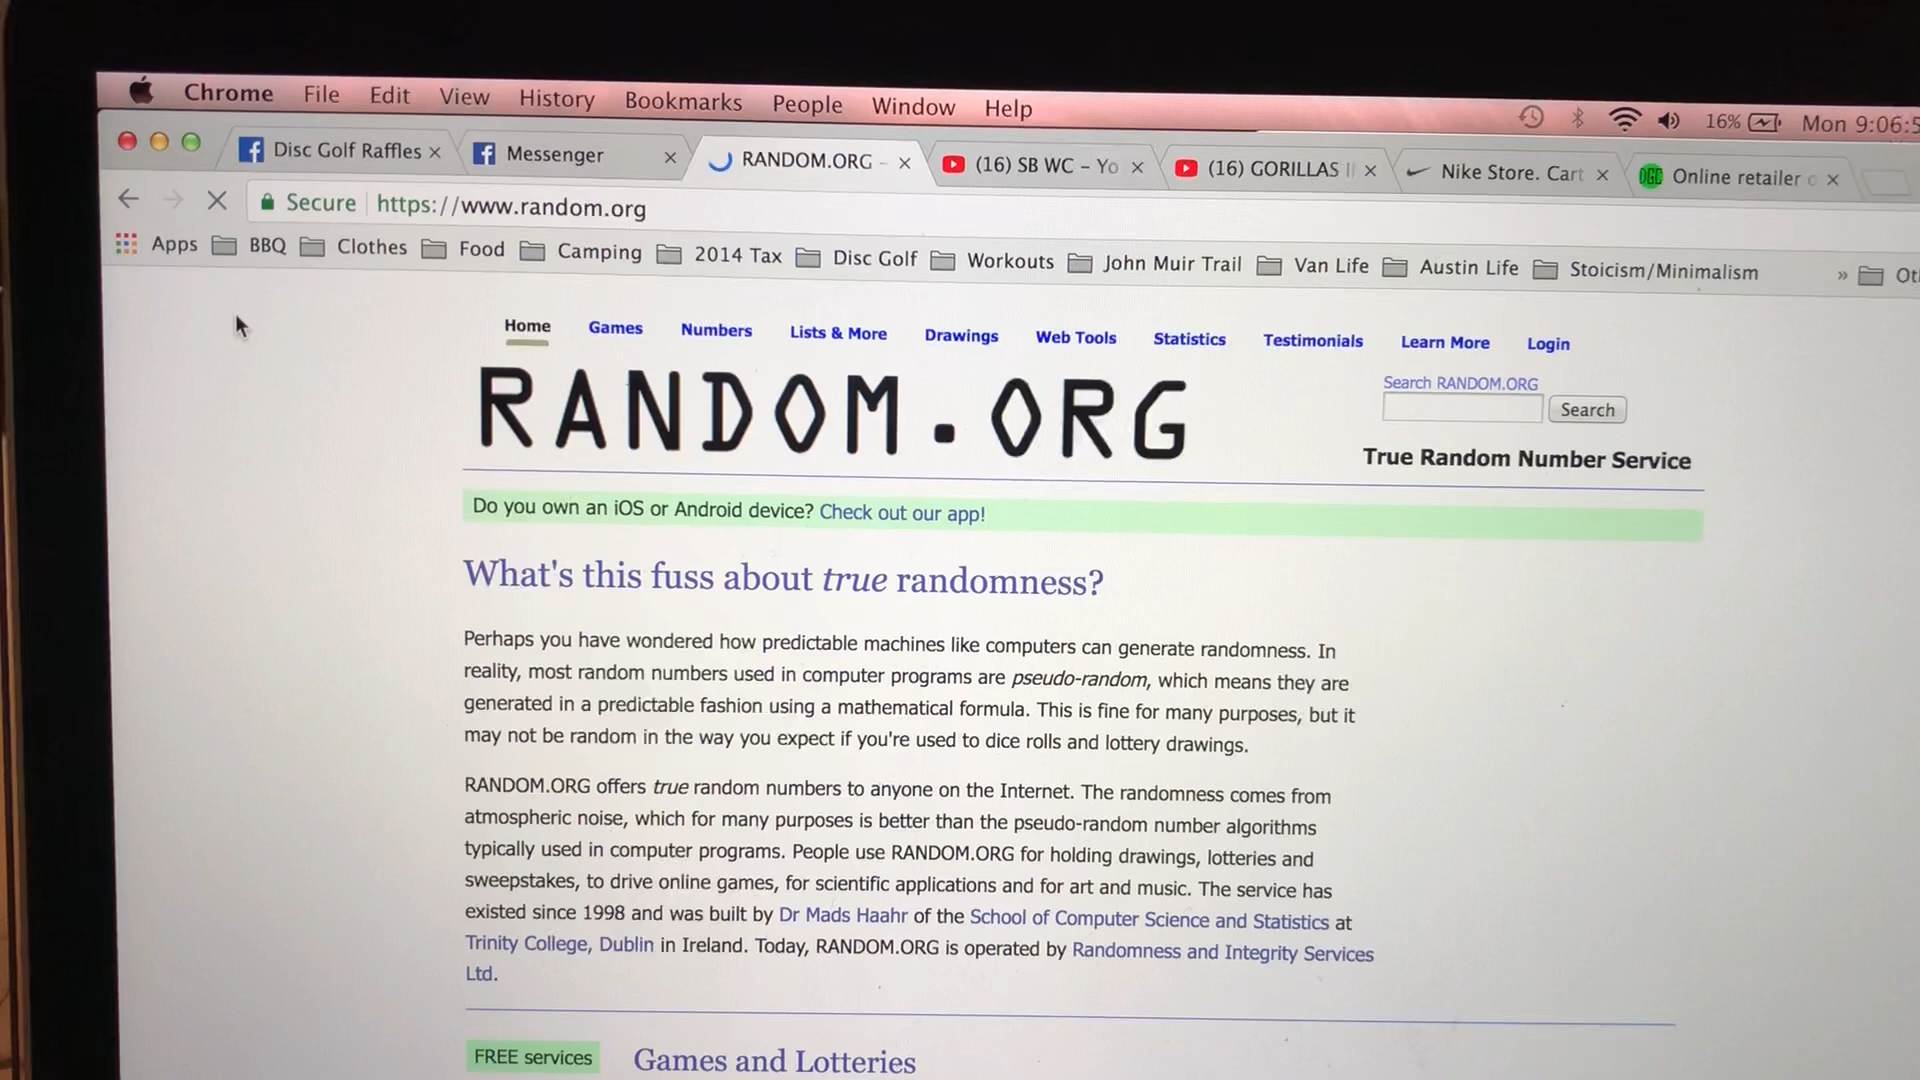 Chrome File Edit View History Bookmarks People Window Help 16% Mon 9:06:5
Disc Golf Raffles Messenger RANDOM.ORG - (16) SB WC – Yo (16) GORILLAS Nike Store. Cart Online retailer
Secure https://www.random.org
Apps BBQ Clothes Food Camping 2014 Tax Disc Golf Workouts John Muir Trail Van Life Austin Life Stoicism/Minimalism » Ot
Home Games Numbers Lists & More Drawings Web Tools Statistics Testimonials Learn More Login
RANDOM.ORG
Search RANDOM.ORG
Search
True Random Number Service
Do you own an iOS or Android device? Check out our app!
What's this fuss about true randomness?
Perhaps you have wondered how predictable machines like computers can generate randomness. In
reality, most random numbers used in computer programs are pseudo-random, which means they are
generated in a predictable fashion using a mathematical formula. This is fine for many purposes, but it
may not be random in the way you expect if you're used to dice rolls and lottery drawings.
RANDOM.ORG offers true random numbers to anyone on the Internet. The randomness comes from
atmospheric noise, which for many purposes is better than the pseudo-random number algorithms
typically used in computer programs. People use RANDOM.ORG for holding drawings, lotteries and
sweepstakes, to drive online games, for scientific applications and for art and music. The service has
existed since 1998 and was built by Dr Mads Haahr of the School of Computer Science and Statistics at
Trinity College, Dublin in Ireland. Today, RANDOM.ORG is operated by Randomness and Integrity Services
Ltd.
FREE services Games and Lotteries